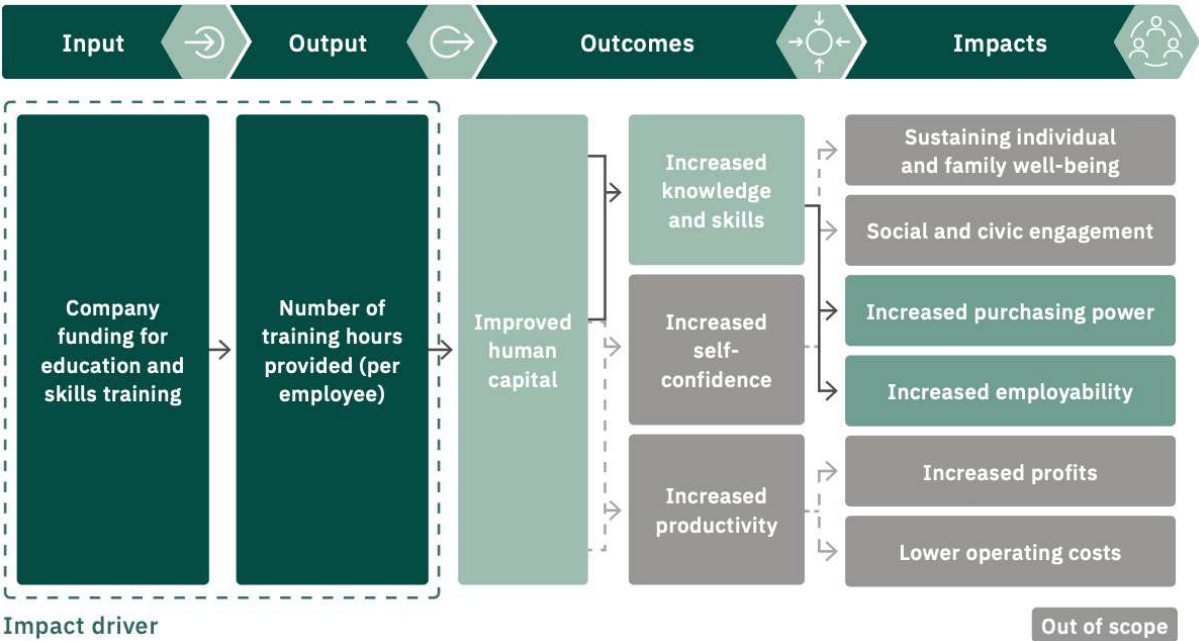 Input
Output
Outcomes
Impacts
Company
funding for
education and
skills training
Number of
training hours
provided (per
employee)
Improved
human
capital
Increased
knowledge
and skills
Increased
self-
confidence
Increased
productivity
Sustaining individual
and family well-being
Social and civic engagement
Increased purchasing power
Increased employability
Increased profits
Lower operating costs
Impact driver
Out of scope